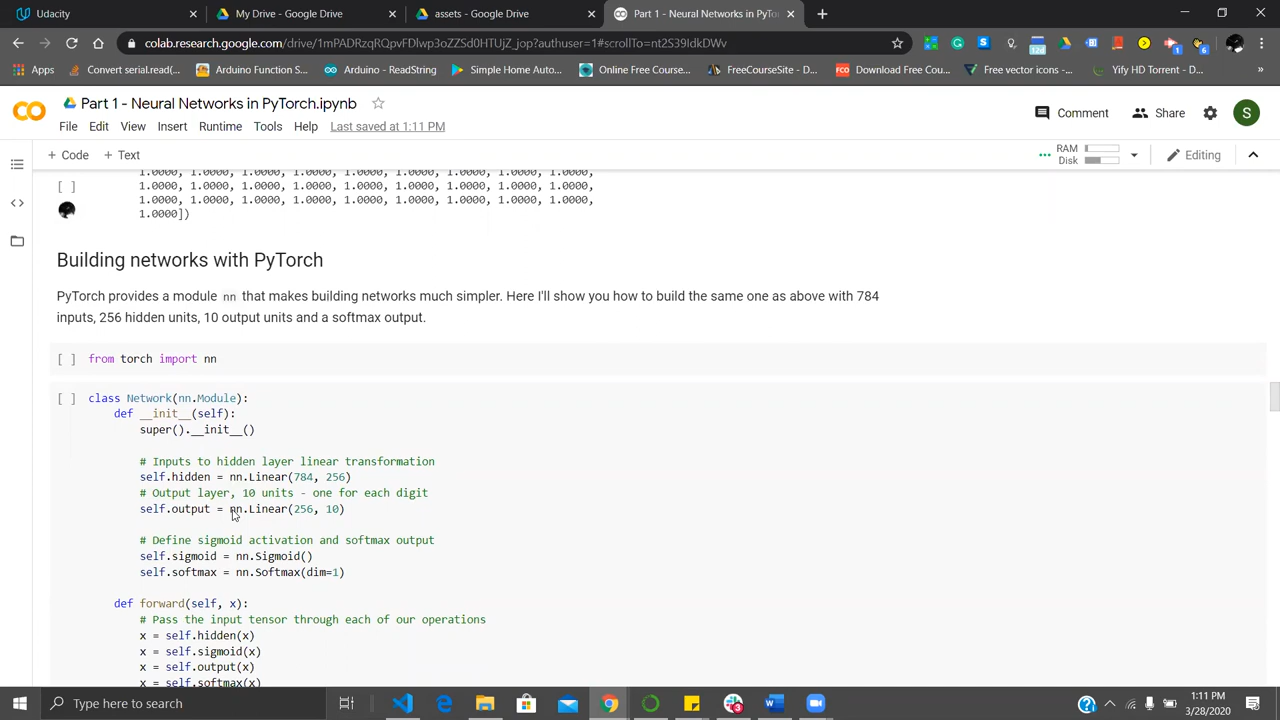 Udacity
My Drive - Google Drive
assets - Google Drive
Part 1 - Neural Networks in PyTor
colab.research.google.com/drive/1mPADRzqRQpvFDlwp3oZZSd0HTUjZ_jop?authuser=1#scrollTo=nt2S39IdkDWv
Apps
Convert serial.read(...
Arduino Function S...
Arduino - ReadString
Simple Home Auto...
Online Free Course...
FreeCourseSite - D...
Download Free Cou...
Free vector icons -...
Yify HD Torrent - D...
Part 1 - Neural Networks in PyTorch.ipynb
Comment
Share
S
File Edit View Insert Runtime Tools Help Last saved at 1:11 PM
+ Code + Text
RAM
Disk
Editing
1.0000, 1.0000, 1.0000, 1.0000, 1.0000, 1.0000, 1.0000, 1.0000, 1.0000,
[ ] 1.0000, 1.0000, 1.0000, 1.0000, 1.0000, 1.0000, 1.0000, 1.0000, 1.0000,
1.0000, 1.0000, 1.0000, 1.0000, 1.0000, 1.0000, 1.0000, 1.0000, 1.0000,
1.0000])
Building networks with PyTorch
PyTorch provides a module nn that makes building networks much simpler. Here I'll show you how to build the same one as above with 784
inputs, 256 hidden units, 10 output units and a softmax output.
[ ] from torch import nn
[ ] class Network(nn.Module):
def __init__(self):
super().__init__()
# Inputs to hidden layer linear transformation
self.hidden = nn.Linear(784, 256)
# Output layer, 10 units - one for each digit
self.output = nn.Linear(256, 10)
# Define sigmoid activation and softmax output
self.sigmoid = nn.Sigmoid()
self.softmax = nn.Softmax(dim=1)
def forward(self, x):
# Pass the input tensor through each of our operations
x = self.hidden(x)
x = self.sigmoid(x)
x = self.output(x)
x = self.softmax(x)
Type here to search
1:11 PM
3/28/2020